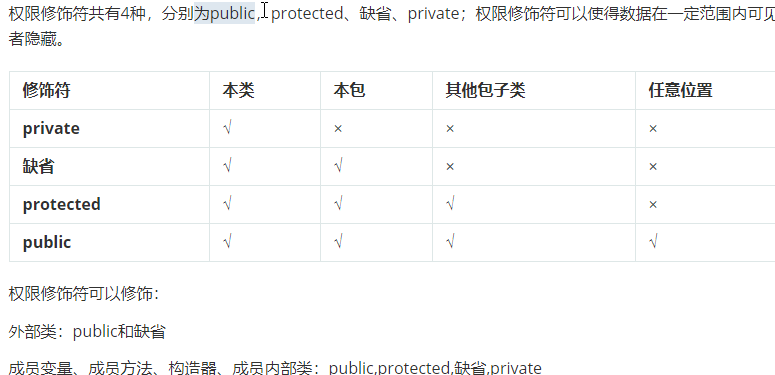 权限修饰符共有4种，分别为public，protected、缺省、private；权限修饰符可以使得数据在一定范围内可见
者隐藏。
修饰符 本类 本包 其他包子类 任意位置
private √ × × ×
缺省 √ √ × ×
protected √ √ √ ×
public √ √ √ √
权限修饰符可以修饰：
外部类：public和缺省
成员变量、成员方法、构造器、成员内部类：public,protected,缺省,private